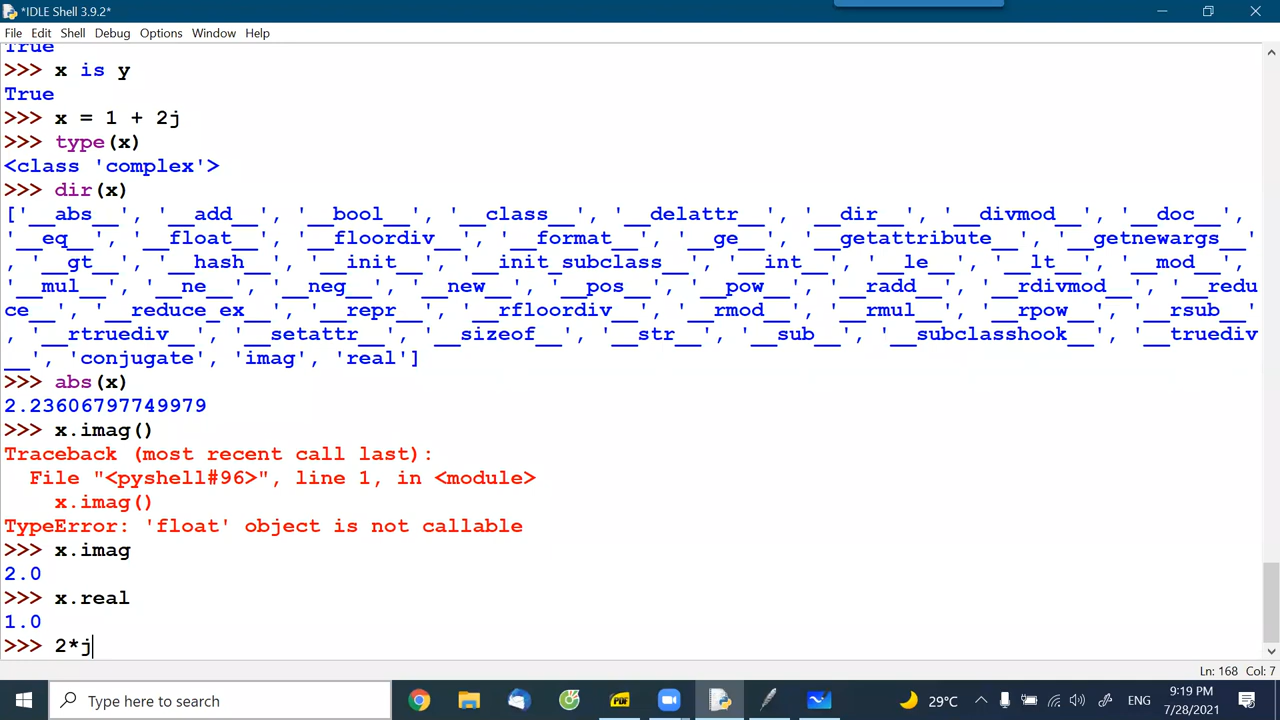 *IDLE Shell 3.9.2*
File Edit Shell Debug Options Window Help
True
>>> x is y
True
>>> x = 1 + 2j
>>> type(x)
<class 'complex'>
>>> dir(x)
['__abs__', '__add__', '__bool__', '__class__', '__delattr__', '__dir__', '__divmod__', '__doc__',
'__eq__', '__float__', '__floordiv__', '__format__', '__ge__', '__getattribute__', '__getnewargs__'
, '__gt__', '__hash__', '__init__', '__init_subclass__', '__int__', '__le__', '__lt__', '__mod__',
'__mul__', '__ne__', '__neg__', '__new__', '__pos__', '__pow__', '__radd__', '__rdivmod__', '__redu
ce__', '__reduce_ex__', '__repr__', '__rfloordiv__', '__rmod__', '__rmul__', '__rpow__', '__rsub__'
, '__rtruediv__', '__setattr__', '__sizeof__', '__str__', '__sub__', '__subclasshook__', '__truediv
__', 'conjugate', 'imag', 'real']
>>> abs(x)
2.23606797749979
>>> x.imag()
Traceback (most recent call last):
  File "<pyshell#96>", line 1, in <module>
    x.imag()
TypeError: 'float' object is not callable
>>> x.imag
2.0
>>> x.real
1.0
>>> 2*j
Ln: 168 Col: 7
Type here to search
PDF
29°C
ENG
9:19 PM
7/28/2021